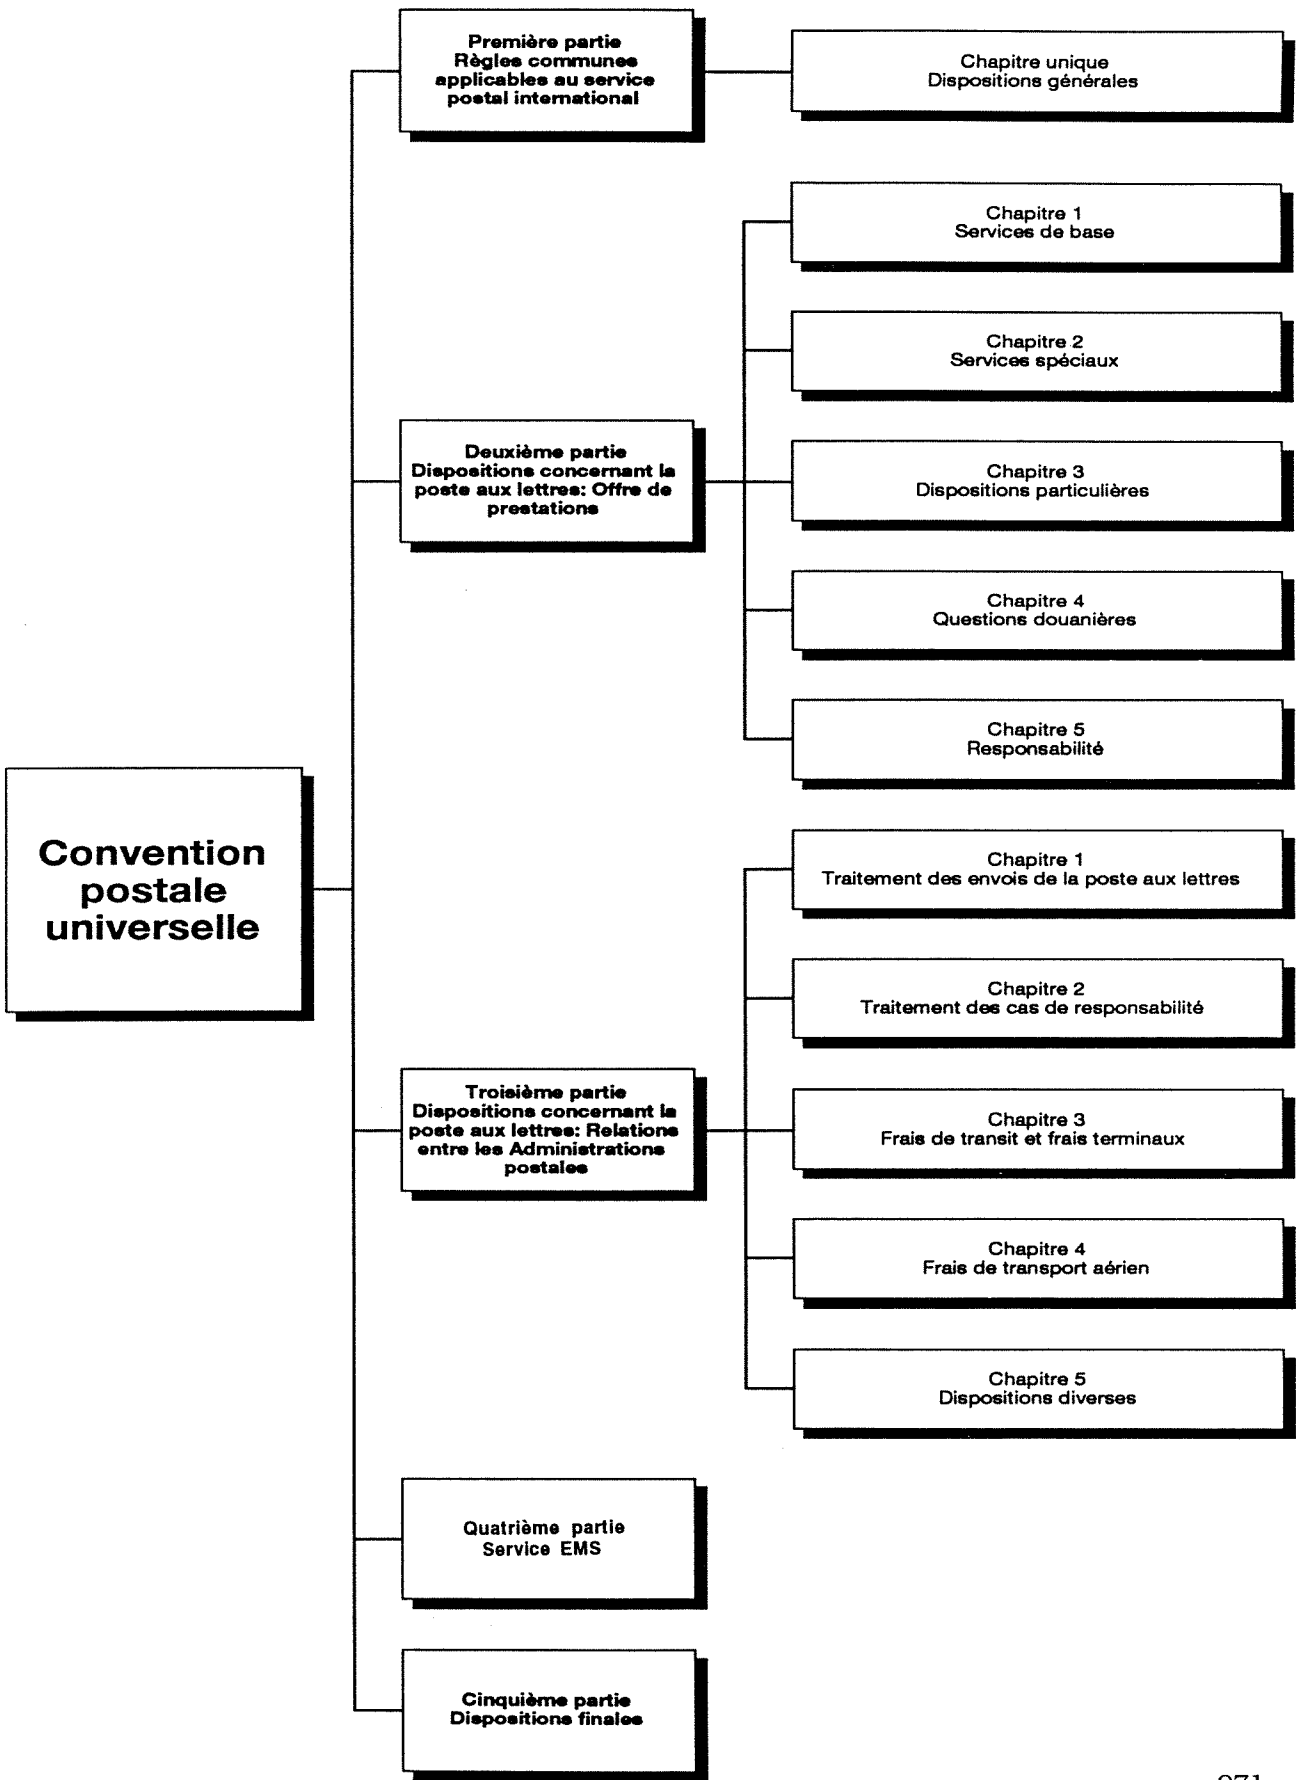 Première partie
Règles communes
applicables au service
postal international
Chapitre unique
Dispositions générales
Deuxième partie
Dispositions concernant la
poste aux lettres: Offre de
prestations
Chapitre 1
Services de base
Chapitre 2
Services spéciaux
Chapitre 3
Dispositions particulières
Chapitre 4
Questions douanières
Chapitre 5
Responsabilité
Convention
postale
universelle
Troisième partie
Dispositions concernant la
poste aux lettres: Relations
entre les Administrations
postales
Chapitre 1
Traitement des envois de la poste aux lettres
Chapitre 2
Traitement des cas de responsabilité
Chapitre 3
Frais de transit et frais terminaux
Chapitre 4
Frais de transport aérien
Chapitre 5
Dispositions diverses
Quatrième partie
Service EMS
Cinquième partie
Dispositions finales